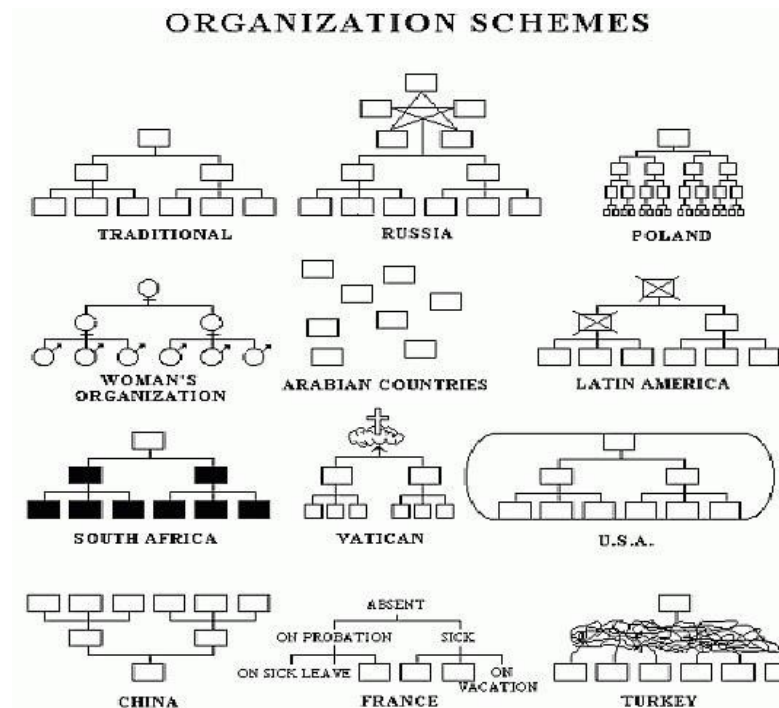 ORGANIZATION SCHEMES
TRADITIONAL
RUSSIA
POLAND
WOMAN'S
ORGANIZATION
ARABIAN COUNTRIES
LATIN AMERICA
SOUTH AFRICA
VATICAN
U.S.A.
CHINA
ABSENT
ON PROBATION
SICK
ON SICK LEAVE
ON
VACATION
FRANCE
TURKEY